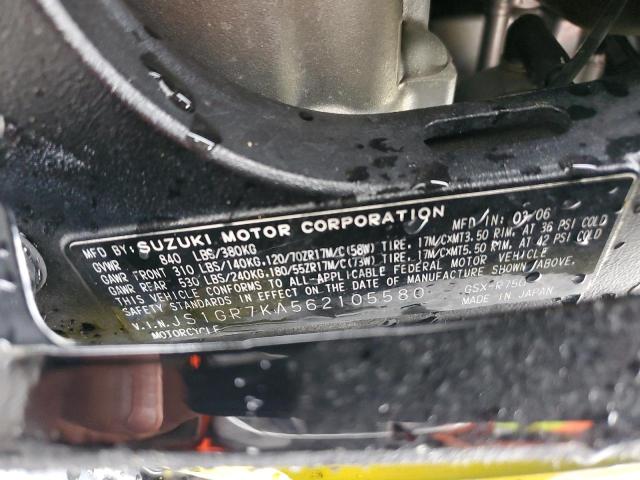 MFD BY: SUZUKI MOTOR CORPORATION MFD IN: 03/06
GVWR 840 LBS/380KG
GAWR FRONT 310 LBS/140KG.120/70ZR17M/C(58W) TIRE, 17M/CXMT3.50 RIM. AT 36 PSI COLD
GAWR REAR 530 LBS/240KG.180/55ZR17M/C(73W) TIRE, 17M/CXMT5.50 RIM. AT 42 PSI COLD
THIS VEHICLE CONFORMS TO ALL APPLICABLE FEDERAL MOTOR VEHICLE
SAFETY STANDARDS IN EFFECT ON THE DATE OF MANUFACTURE SHOWN ABOVE.
V.I.N. JS1GR7KA562105580 GSX-R750
MOTORCYCLE MADE IN JAPAN